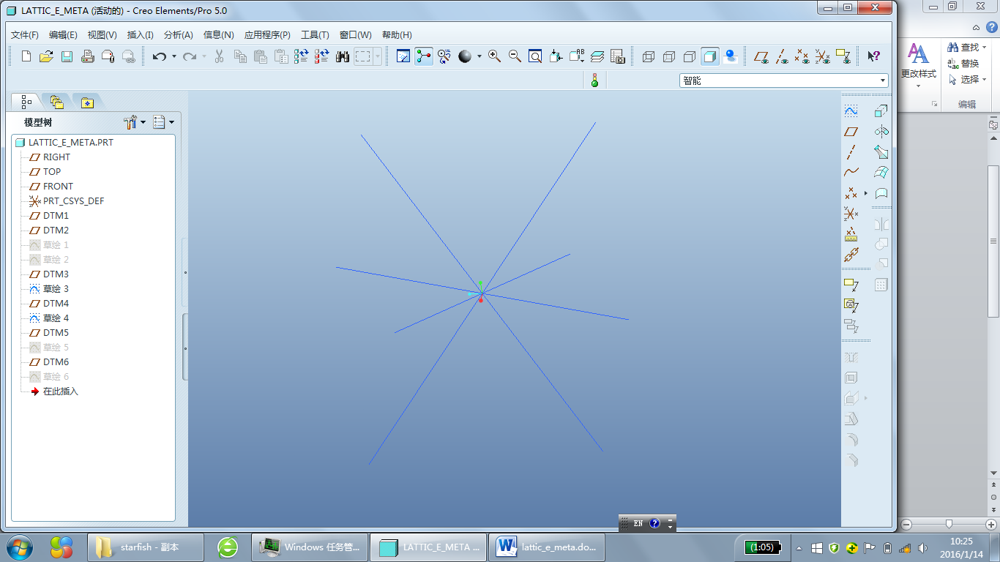 LATTIC_E_META (活动的) - Creo Elements/Pro 5.0
文件(F) 编辑(E) 视图(V) 插入(I) 分析(A) 信息(N) 应用程序(P) 工具(T) 窗口(W) 帮助(H)
智能
模型树
LATTIC_E_META.PRT
RIGHT
TOP
FRONT
PRT_CSYS_DEF
DTM1
DTM2
草绘 1
草绘 2
DTM3
草绘 3
DTM4
草绘 4
DTM5
草绘 5
DTM6
草绘 6
在此插入
更改样式
查找
替换
选择
编辑
EN
starfish - 副本
Windows 任务管...
LATTIC_E_META ...
lattic_e_meta.do...
(1:05)
10:25
2016/1/14